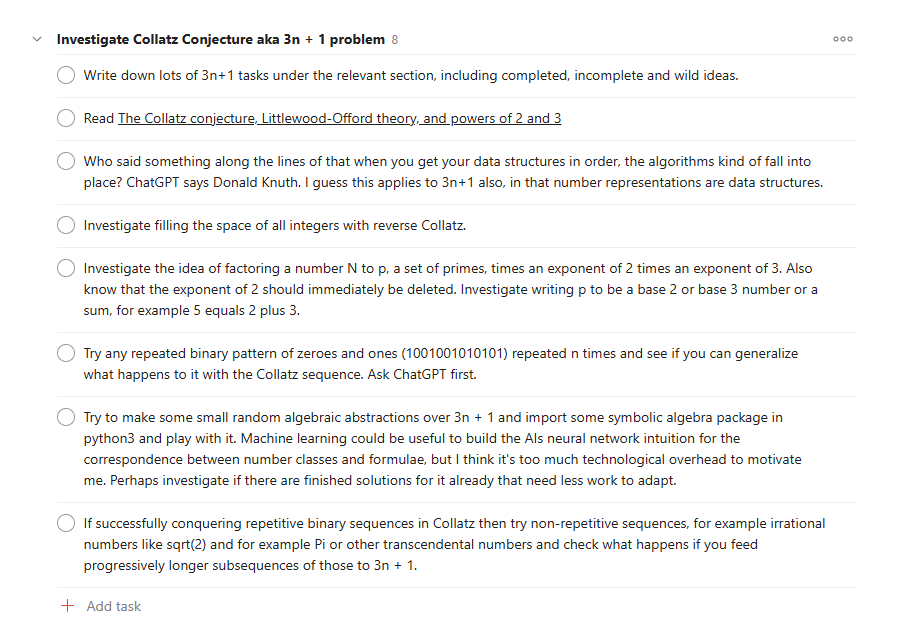 Investigate Collatz Conjecture aka 3n + 1 problem 8
Write down lots of 3n+1 tasks under the relevant section, including completed, incomplete and wild ideas.
Read The Collatz conjecture, Littlewood-Offord theory, and powers of 2 and 3
Who said something along the lines of that when you get your data structures in order, the algorithms kind of fall into
place? ChatGPT says Donald Knuth. I guess this applies to 3n+1 also, in that number representations are data structures.
Investigate filling the space of all integers with reverse Collatz.
Investigate the idea of factoring a number N to p, a set of primes, times an exponent of 2 times an exponent of 3. Also
know that the exponent of 2 should immediately be deleted. Investigate writing p to be a base 2 or base 3 number or a
sum, for example 5 equals 2 plus 3.
Try any repeated binary pattern of zeroes and ones (1001001010101) repeated n times and see if you can generalize
what happens to it with the Collatz sequence. Ask ChatGPT first.
Try to make some small random algebraic abstractions over 3n + 1 and import some symbolic algebra package in
python3 and play with it. Machine learning could be useful to build the AIs neural network intuition for the
correspondence between number classes and formulae, but I think it's too much technological overhead to motivate
me. Perhaps investigate if there are finished solutions for it already that need less work to adapt.
If successfully conquering repetitive binary sequences in Collatz then try non-repetitive sequences, for example irrational
numbers like sqrt(2) and for example Pi or other transcendental numbers and check what happens if you feed
progressively longer subsequences of those to 3n + 1.
Add task